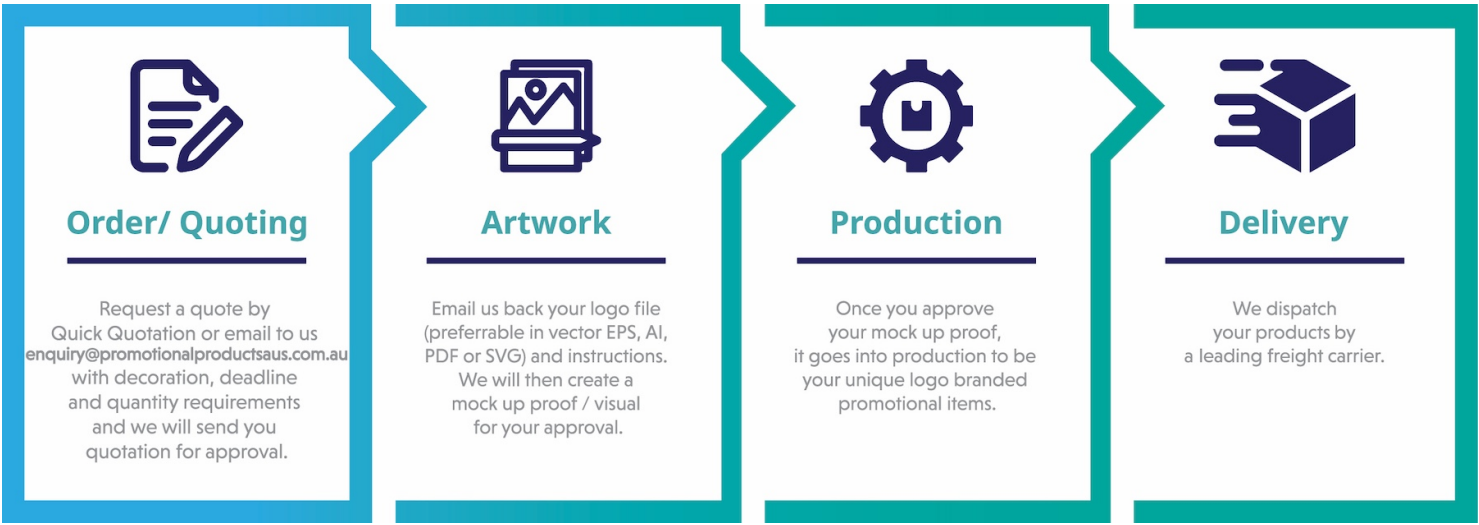 Order/ Quoting
Request a quote by
Quick Quotation or email to us
enquiry@promotionalproductsaus.com.au
with decoration, deadline
and quantity requirements
and we will send you
quotation for approval.
Artwork
Email us back your logo file
(preferrable in vector EPS, AI,
PDF or SVG) and instructions.
We will then create a
mock up proof / visual
for your approval.
Production
Once you approve
your mock up proof,
it goes into production to be
your unique logo branded
promotional items.
Delivery
We dispatch
your products by
a leading freight carrier.